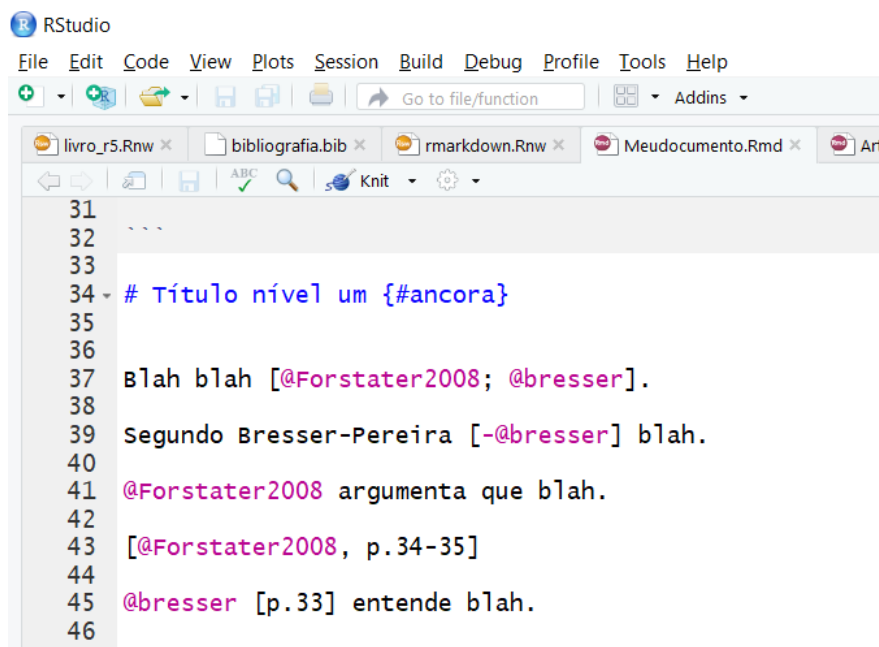 RStudio
File Edit Code View Plots Session Build Debug Profile Tools Help
Go to file/function Addins
livro_r5.Rnw bibliografia.bib rmarkdown.Rnw Meudocumento.Rmd Art
ABC Knit
31
32 ```
33
34 # Título nível um {#ancora}
35
36
37 Blah blah [@Forstater2008; @bresser].
38
39 Segundo Bresser-Pereira [-@bresser] blah.
40
41 @Forstater2008 argumenta que blah.
42
43 [@Forstater2008, p.34-35]
44
45 @bresser [p.33] entende blah.
46